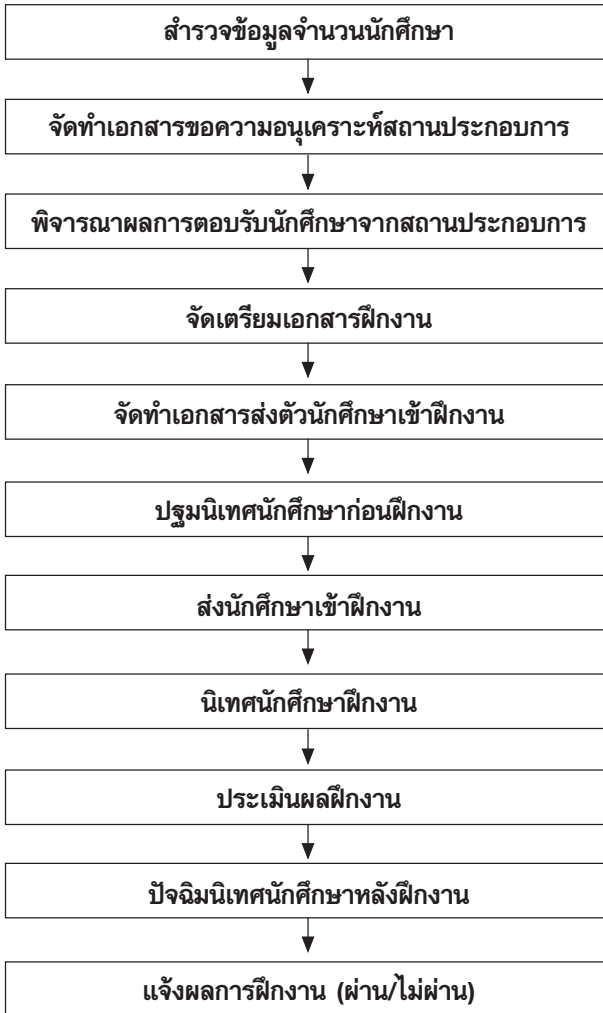 สำรวจข้อมูลจำนวนนักศึกษา
จัดทำเอกสารขอความอนุเคราะห์สถานประกอบการ
พิจารณาผลการตอบรับนักศึกษาจากสถานประกอบการ
จัดเตรียมเอกสารฝึกงาน
จัดทำเอกสารส่งตัวนักศึกษาเข้าฝึกงาน
ปฐมนิเทศนักศึกษาก่อนฝึกงาน
ส่งนักศึกษาเข้าฝึกงาน
นิเทศนักศึกษาฝึกงาน
ประเมินผลฝึกงาน
ปัจฉิมนิเทศนักศึกษาหลังฝึกงาน
แจ้งผลการฝึกงาน (ผ่าน/ไม่ผ่าน)